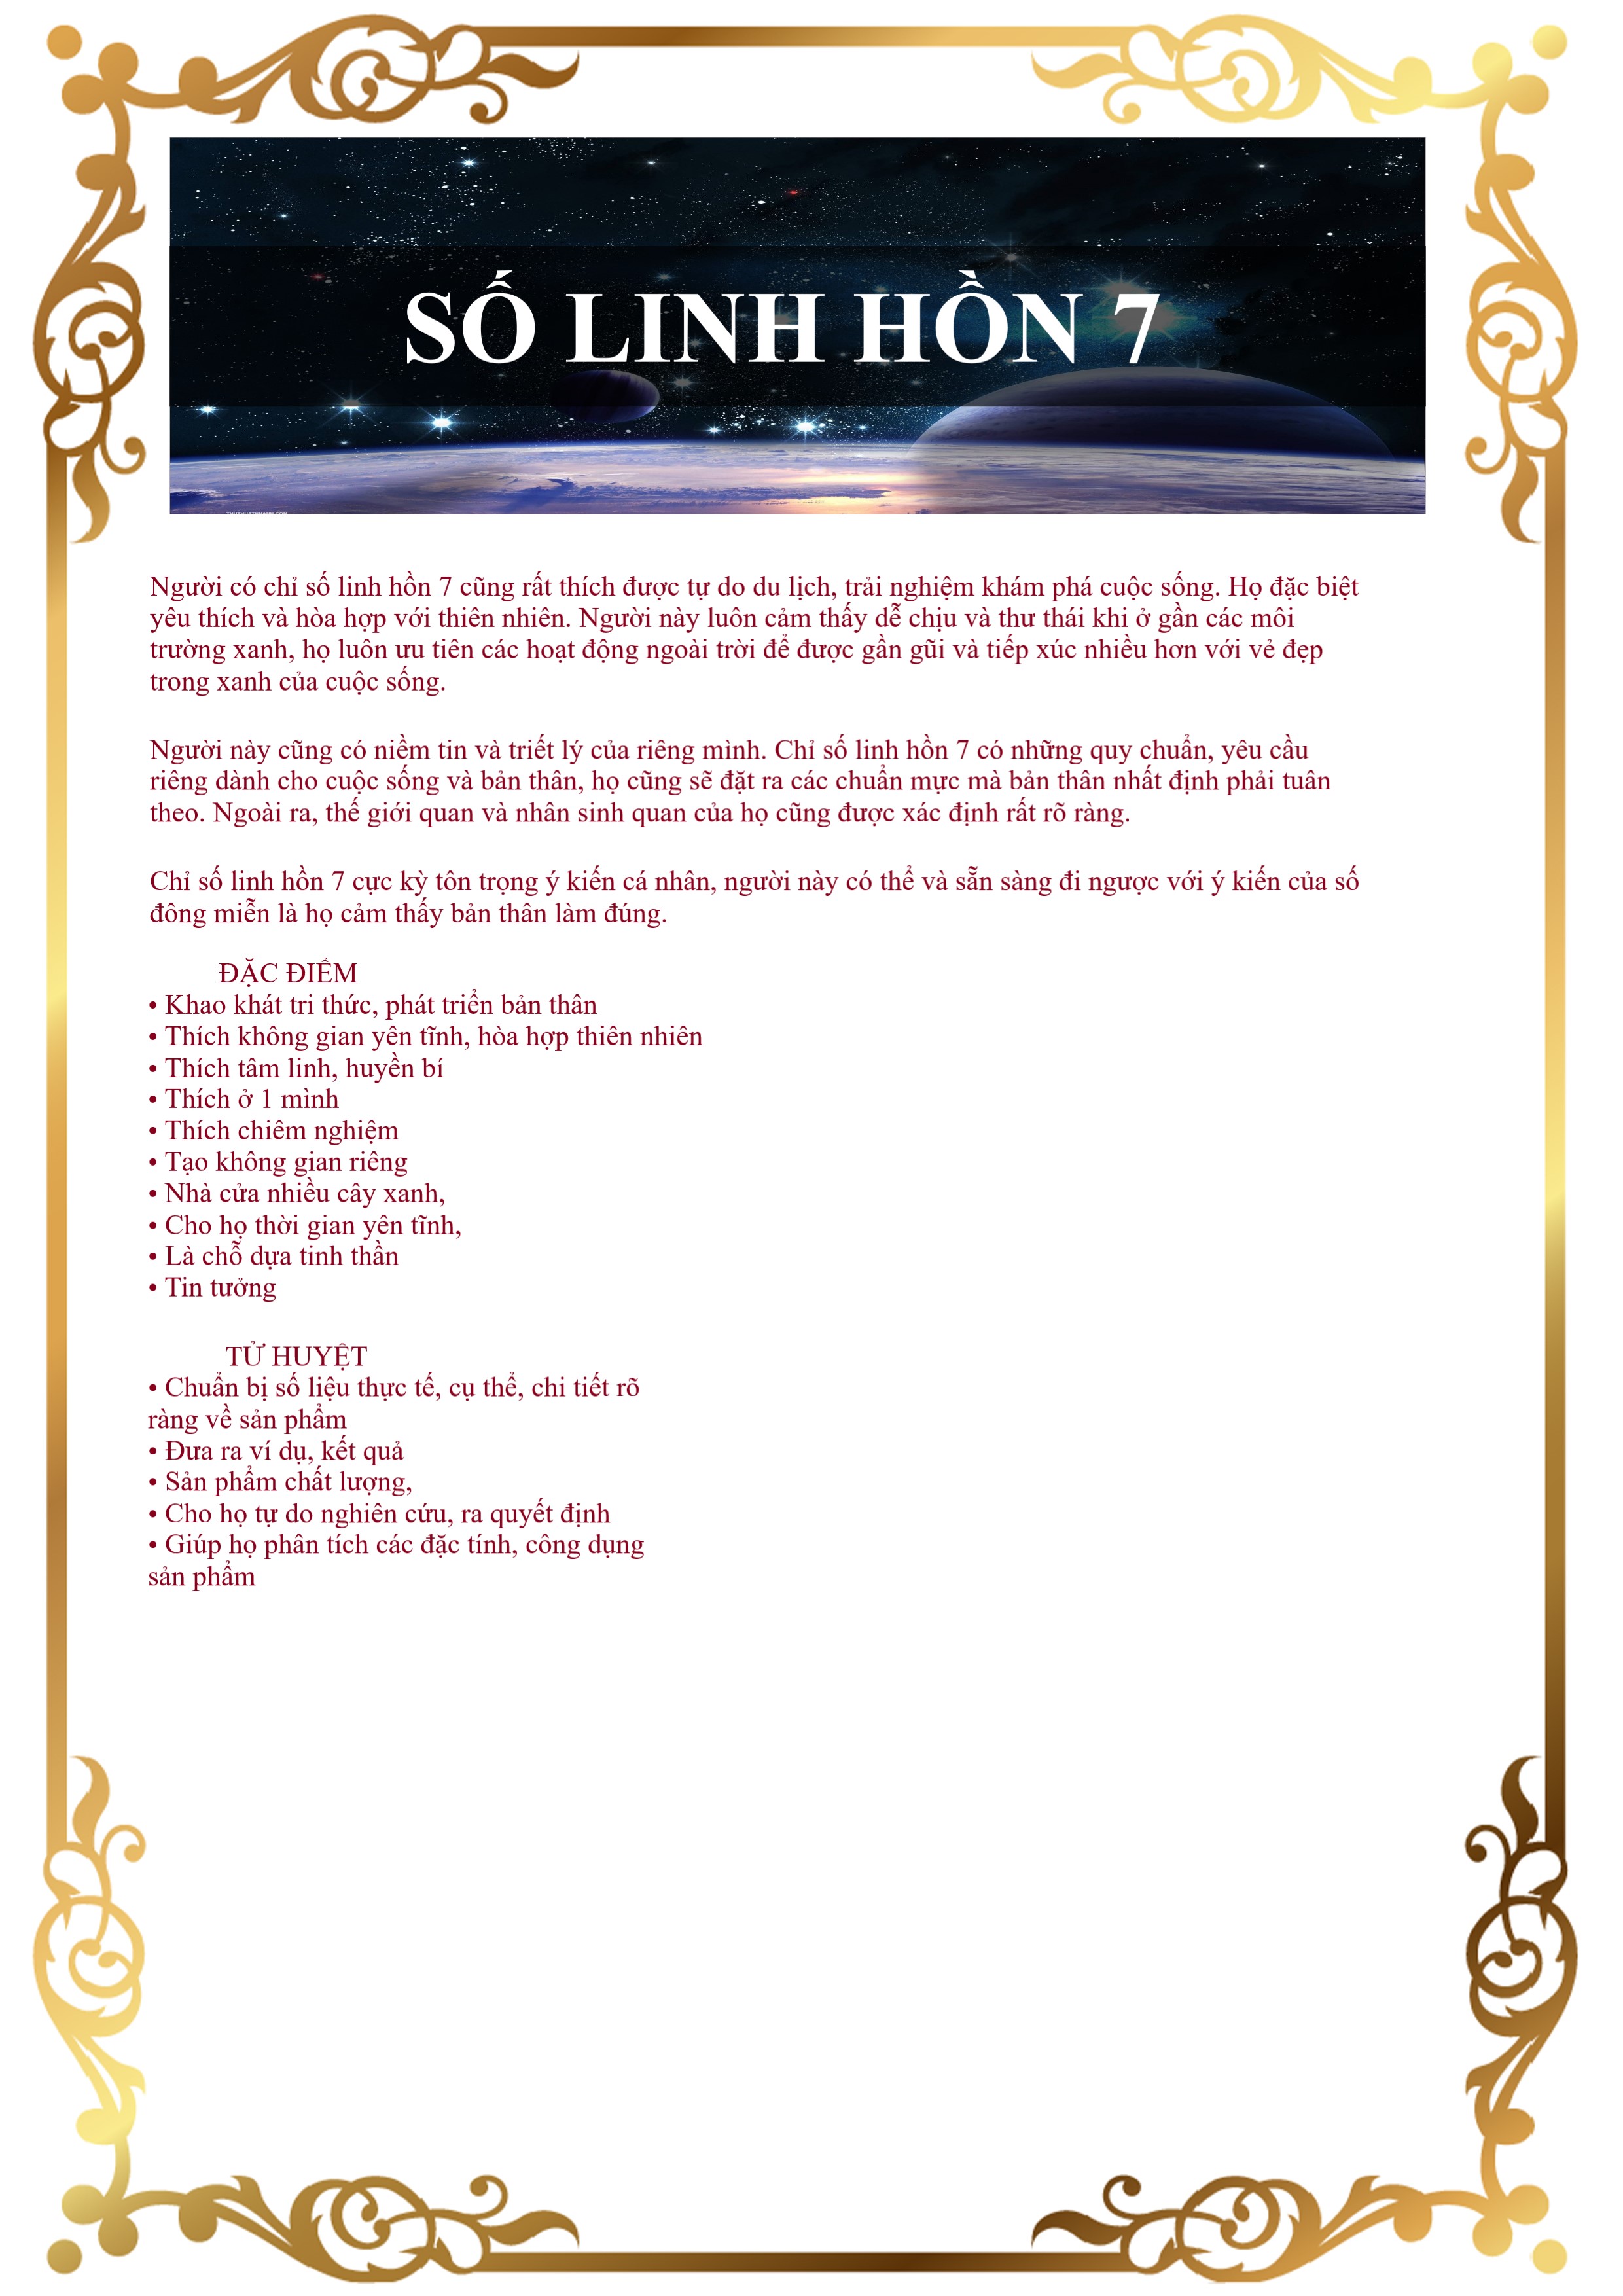 SỐ LINH HỒN 7
Người có chỉ số linh hồn 7 cũng rất thích được tự do du lịch, trải nghiệm khám phá cuộc sống. Họ đặc biệt
yêu thích và hòa hợp với thiên nhiên. Người này luôn cảm thấy dễ chịu và thư thái khi ở gần các môi
trường xanh, họ luôn ưu tiên các hoạt động ngoài trời để được gần gũi và tiếp xúc nhiều hơn với vẻ đẹp
trong xanh của cuộc sống.
Người này cũng có niềm tin và triết lý của riêng mình. Chỉ số linh hồn 7 có những quy chuẩn, yêu cầu
riêng dành cho cuộc sống và bản thân, họ cũng sẽ đặt ra các chuẩn mực mà bản thân nhất định phải tuân
theo. Ngoài ra, thế giới quan và nhân sinh quan của họ cũng được xác định rất rõ ràng.
Chỉ số linh hồn 7 cực kỳ tôn trọng ý kiến cá nhân, người này có thể và sẵn sàng đi ngược với ý kiến của số
đông miễn là họ cảm thấy bản thân làm đúng.
ĐẶC ĐIỂM
• Khao khát tri thức, phát triển bản thân
• Thích không gian yên tĩnh, hòa hợp thiên nhiên
• Thích tâm linh, huyền bí
• Thích ở 1 mình
• Thích chiêm nghiệm
• Tạo không gian riêng
• Nhà cửa nhiều cây xanh,
• Cho họ thời gian yên tĩnh,
• Là chỗ dựa tinh thần
• Tin tưởng
TỬ HUYỆT
• Chuẩn bị số liệu thực tế, cụ thể, chi tiết rõ
ràng về sản phẩm
• Đưa ra ví dụ, kết quả
• Sản phẩm chất lượng,
• Cho họ tự do nghiên cứu, ra quyết định
• Giúp họ phân tích các đặc tính, công dụng
sản phẩm